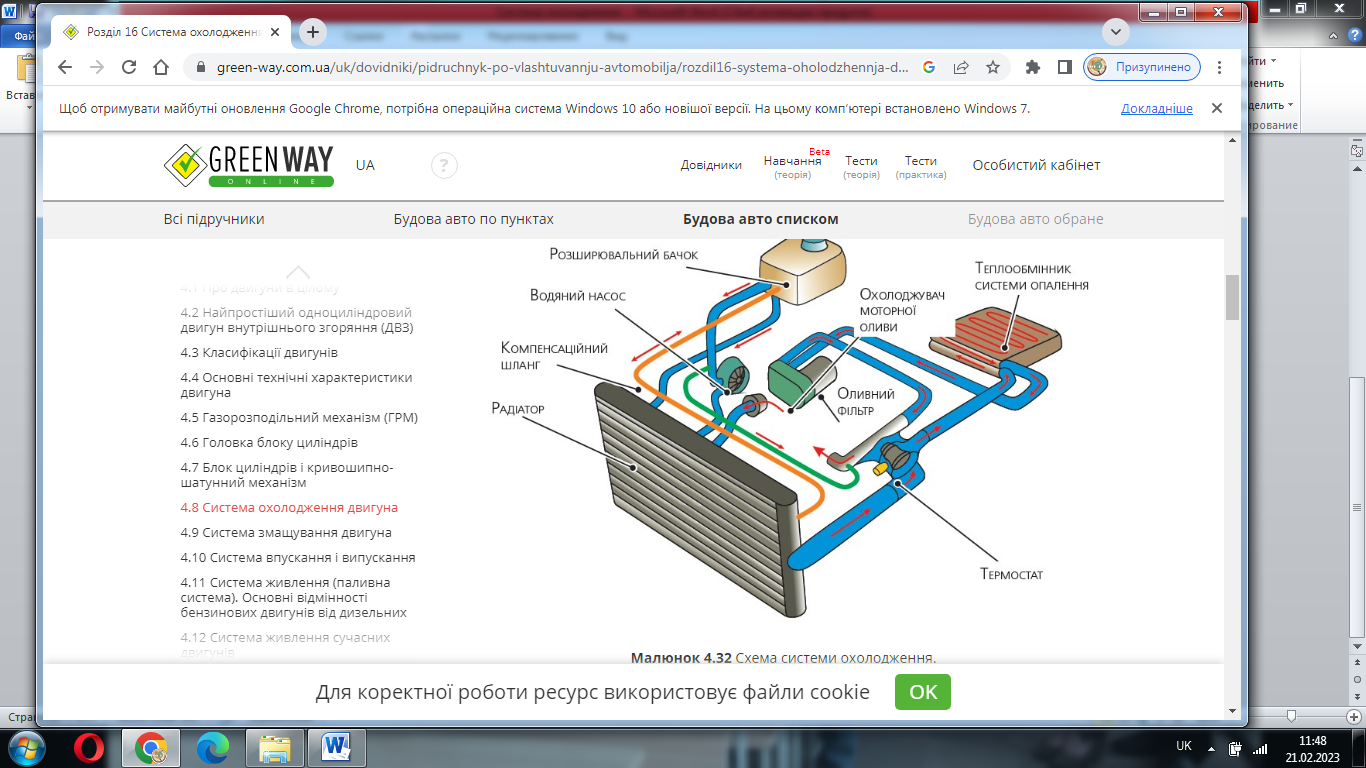 Розділ 16 Система охолодження
Файл
green-way.com.ua/uk/dovidniki/pidruchnyk-po-vlashtuvannju-avtomobilja/rozdil16-systema-oholodzhennja-d...
Призупинено
Встав
Щоб отримувати майбутні оновлення Google Chrome, потрібна операційна система Windows 10 або новішої версії. На цьому комп'ютері встановлено Windows 7.
Докладніше
GREEN WAY
ONLINE
UA
?
Довідники
Навчання Beta
(теорія)
Тести
(теорія)
Тести
(практика)
Особистий кабінет
Всі підручники
Будова авто по пунктах
Будова авто списком
Будова авто обране
4.1 Про двигуни в цілому
4.2 Найпростіший одноциліндровий
двигун внутрішнього згоряння (ДВЗ)
4.3 Класифікації двигунів
4.4 Основні технічні характеристики
двигуна
4.5 Газорозподільний механізм (ГРМ)
4.6 Головка блоку циліндрів
4.7 Блок циліндрів і кривошипно-
шатунний механізм
4.8 Система охолодження двигуна
4.9 Система змащування двигуна
4.10 Система впускання і випускання
4.11 Система живлення (паливна
система). Основні відмінності
бензинових двигунів від дизельних
4.12 Система живлення сучасних
двигунів
Розширювальний бачок
Водяний насос
Компенсаційний
шланг
Радіатор
Охолоджувач
моторної
оливи
Оливний
фільтр
Теплообмінник
системи опалення
Термостат
Малюнок 4.32 Схема системи охолодження.
Для коректної роботи ресурс використовує файли cookie
OK
UK
11:48
21.02.2023